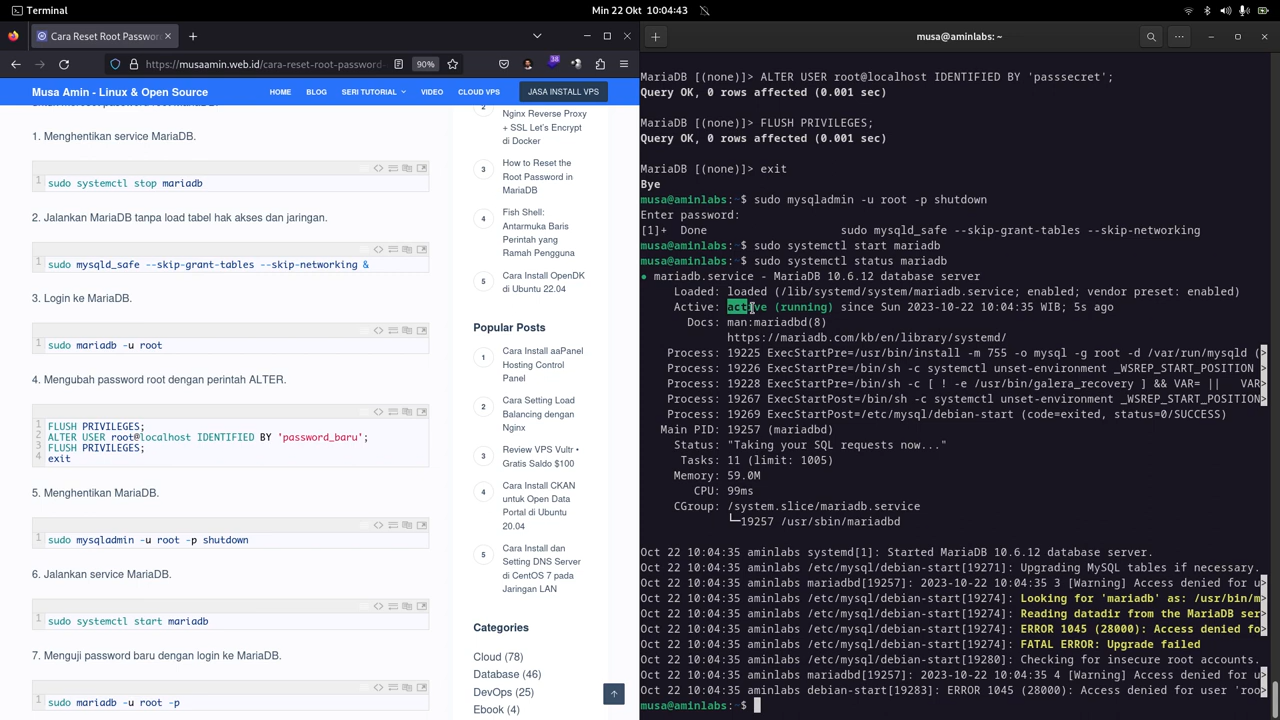 Terminal
Min 22 Okt 10:04:43
Cara Reset Root Passwor
musa@aminlabs: ~
https://musaamin.web.id/cara-reset-root-password-
90%
38
Musa Amin - Linux & Open Source
HOME
BLOG
SERI TUTORIAL
VIDEO
CLOUD VPS
JASA INSTALL VPS
1. Menghentikan service MariaDB.
1 sudo systemctl stop mariadb
2. Jalankan MariaDB tanpa load tabel hak akses dan jaringan.
1 sudo mysqld_safe --skip-grant-tables --skip-networking &
3. Login ke MariaDB.
1 sudo mariadb -u root
4. Mengubah password root dengan perintah ALTER.
1 FLUSH PRIVILEGES;
2 ALTER USER root@localhost IDENTIFIED BY 'password_baru';
3 FLUSH PRIVILEGES;
4 exit
5. Menghentikan MariaDB.
1 sudo mysqladmin -u root -p shutdown
6. Jalankan service MariaDB.
1 sudo systemctl start mariadb
7. Menguji password baru dengan login ke MariaDB.
1 sudo mariadb -u root -p
2
Nginx Reverse Proxy
+ SSL Let's Encrypt
di Docker
3
How to Reset the
Root Password in
MariaDB
4
Fish Shell:
Antarmuka Baris
Perintah yang
Ramah Pengguna
5
Cara Install OpenDK
di Ubuntu 22.04
Popular Posts
1
Cara Install aaPanel
Hosting Control
Panel
2
Cara Setting Load
Balancing dengan
Nginx
3
Review VPS Vultr •
Gratis Saldo $100
4
Cara Install CKAN
untuk Open Data
Portal di Ubuntu
20.04
5
Cara Install dan
Setting DNS Server
di CentOS 7 pada
Jaringan LAN
Categories
Cloud (78)
Database (46)
DevOps (25)
Ebook (4)
MariaDB [(none)]> ALTER USER root@localhost IDENTIFIED BY 'passsecret';
Query OK, 0 rows affected (0.001 sec)
MariaDB [(none)]> FLUSH PRIVILEGES;
Query OK, 0 rows affected (0.001 sec)
MariaDB [(none)]> exit
Bye
musa@aminlabs:~$ sudo mysqladmin -u root -p shutdown
Enter password:
[1]+  Done                    sudo mysqld_safe --skip-grant-tables --skip-networking
musa@aminlabs:~$ sudo systemctl start mariadb
musa@aminlabs:~$ sudo systemctl status mariadb
● mariadb.service - MariaDB 10.6.12 database server
Loaded: loaded (/lib/systemd/system/mariadb.service; enabled; vendor preset: enabled)
Active: active (running) since Sun 2023-10-22 10:04:35 WIB; 5s ago
Docs: man:mariadbd(8)
https://mariadb.com/kb/en/library/systemd/
Process: 19225 ExecStartPre=/usr/bin/install -m 755 -o mysql -g root -d /var/run/mysqld (>
Process: 19226 ExecStartPre=/bin/sh -c systemctl unset-environment _WSREP_START_POSITION >
Process: 19228 ExecStartPre=/bin/sh -c [ ! -e /usr/bin/galera_recovery ] && VAR= ||   VAR>
Process: 19267 ExecStartPost=/bin/sh -c systemctl unset-environment _WSREP_START_POSITION>
Process: 19269 ExecStartPost=/etc/mysql/debian-start (code=exited, status=0/SUCCESS)
Main PID: 19257 (mariadbd)
Status: "Taking your SQL requests now..."
Tasks: 11 (limit: 1005)
Memory: 59.0M
CPU: 99ms
CGroup: /system.slice/mariadb.service
└─19257 /usr/sbin/mariadbd
Oct 22 10:04:35 aminlabs systemd[1]: Started MariaDB 10.6.12 database server.
Oct 22 10:04:35 aminlabs /etc/mysql/debian-start[19271]: Upgrading MySQL tables if necessary.
Oct 22 10:04:35 aminlabs mariadbd[19257]: 2023-10-22 10:04:35 3 [Warning] Access denied for u>
Oct 22 10:04:35 aminlabs /etc/mysql/debian-start[19274]: Looking for 'mariadb' as: /usr/bin/m>
Oct 22 10:04:35 aminlabs /etc/mysql/debian-start[19274]: Reading datadir from the MariaDB ser>
Oct 22 10:04:35 aminlabs /etc/mysql/debian-start[19274]: ERROR 1045 (28000): Access denied fo>
Oct 22 10:04:35 aminlabs /etc/mysql/debian-start[19274]: FATAL ERROR: Upgrade failed
Oct 22 10:04:35 aminlabs /etc/mysql/debian-start[19280]: Checking for insecure root accounts.
Oct 22 10:04:35 aminlabs mariadbd[19257]: 2023-10-22 10:04:35 4 [Warning] Access denied for u>
Oct 22 10:04:35 aminlabs debian-start[19283]: ERROR 1045 (28000): Access denied for user 'roo>
musa@aminlabs:~$